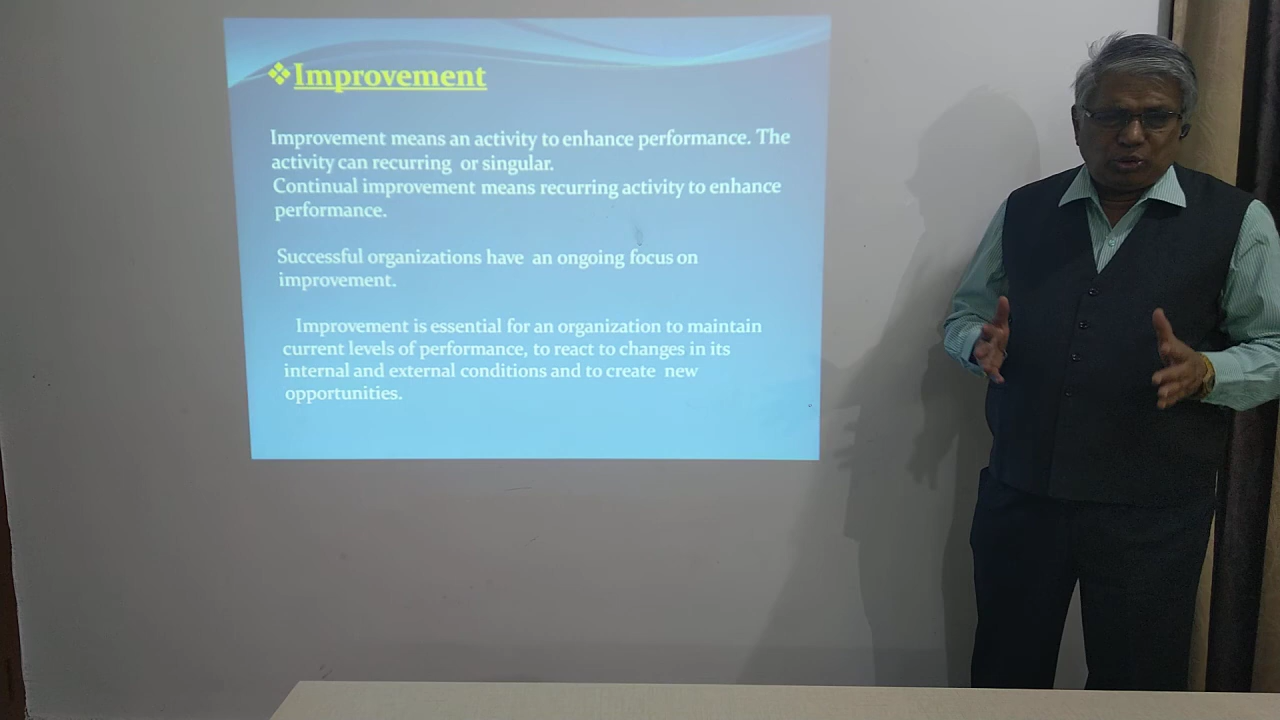 ❖Improvement
Improvement means an activity to enhance performance. The
activity can recurring or singular.
Continual improvement means recurring activity to enhance
performance.
Successful organizations have an ongoing focus on
improvement.
Improvement is essential for an organization to maintain
current levels of performance, to react to changes in its
internal and external conditions and to create new
opportunities.